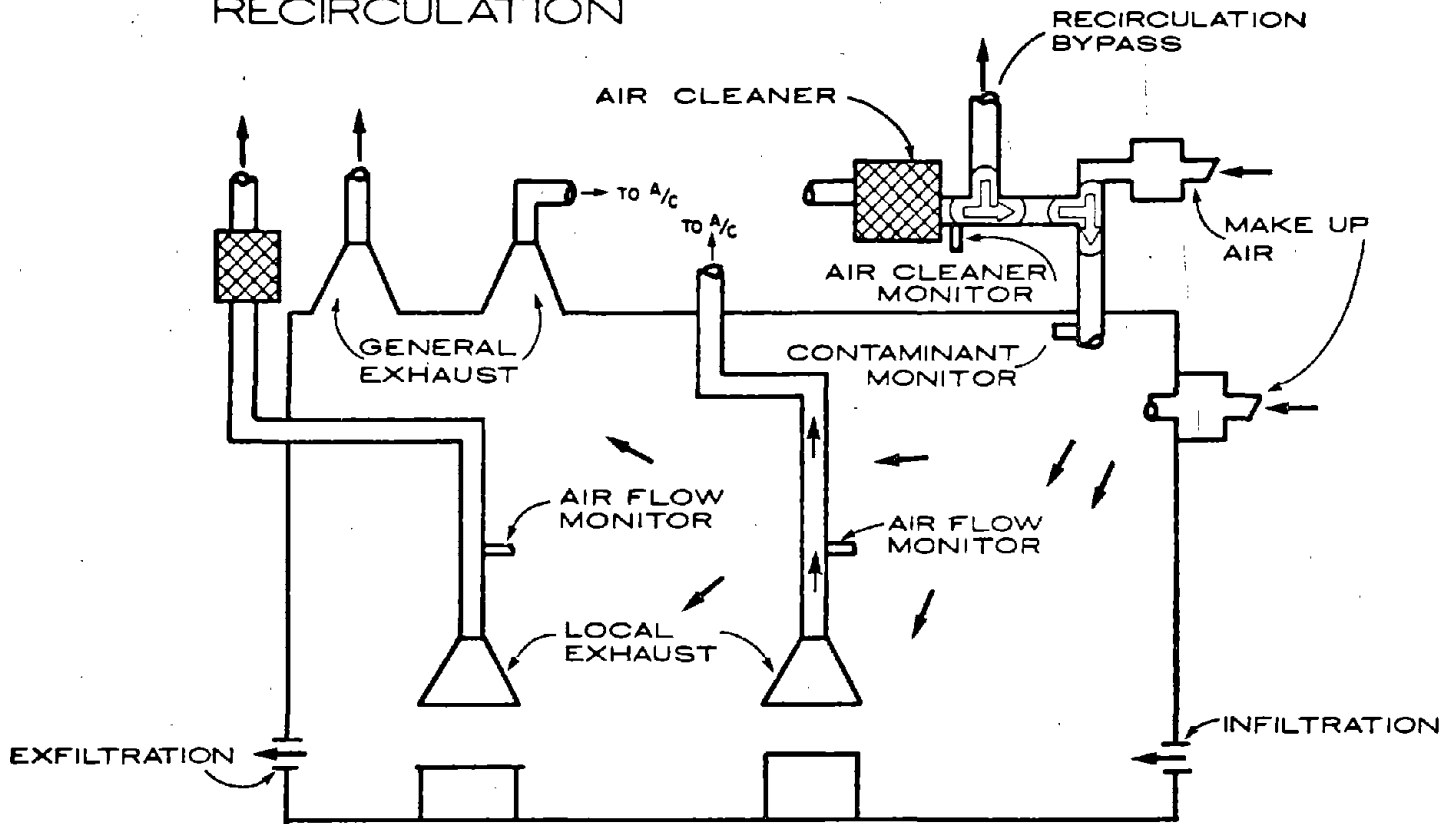 RECIRCULATION
RECIRCULATION
BYPASS
AIR CLEANER
TO A/C
TO A/C
MAKE UP
AIR
AIR CLEANER
MONITOR
GENERAL
EXHAUST
CONTAMINANT
MONITOR
AIR FLOW
MONITOR
AIR FLOW
MONITOR
LOCAL
EXHAUST
EXFILTRATION
INFILTRATION